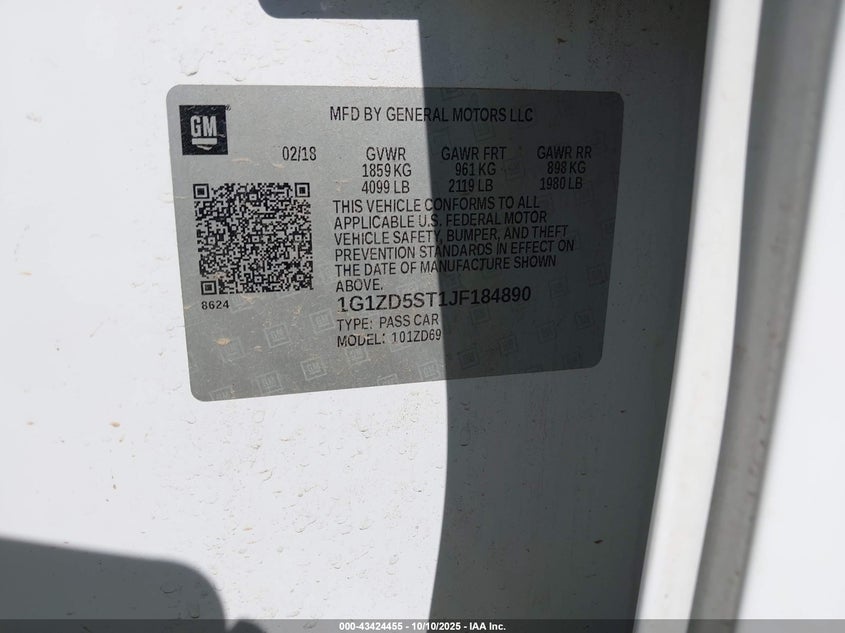 GM
MFD BY GENERAL MOTORS LLC
02/18 GVWR GAWR FRT GAWR RR
1859 KG 961 KG 898 KG
4099 LB 2119 LB 1980 LB
THIS VEHICLE CONFORMS TO ALL
APPLICABLE U.S. FEDERAL MOTOR
VEHICLE SAFETY, BUMPER, AND THEFT
PREVENTION STANDARDS IN EFFECT ON
THE DATE OF MANUFACTURE SHOWN
ABOVE.
8624
1G1ZD5ST1JF184890
TYPE: PASS CAR
MODEL: 101ZD69
000-43424455 - 10/10/2025 - IAA Inc.